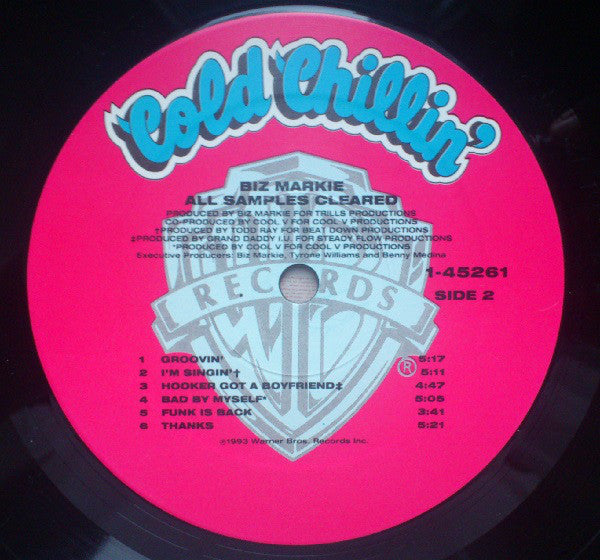 Cold Chillin'
BIZ MARKIE
ALL SAMPLES CLEARED
PRODUCED BY BIZ MARKIE FOR TRILLS PRODUCTIONS
CO-PRODUCED BY COOL V FOR COOL V PRODUCTIONS
†PRODUCED BY TODD RAY FOR BEAT DOWN PRODUCTIONS
‡PRODUCED BY GRAND DADDY I.U. FOR STEADY FLOW PRODUCTIONS
*PRODUCED BY COOL V FOR COOL V PRODUCTIONS
Executive Producers: Biz Markie, Tyrone Williams and Benny Medina
1-45261
SIDE 2
RECORDS
1 GROOVIN' 5:17
2 I'M SINGIN'† 5:11
3 HOOKER GOT A BOYFRIEND‡ 4:47
4 BAD BY MYSELF* 5:05
5 FUNK IS BACK 3:41
6 THANKS 5:21
®
℗1993 Warner Bros. Records Inc.